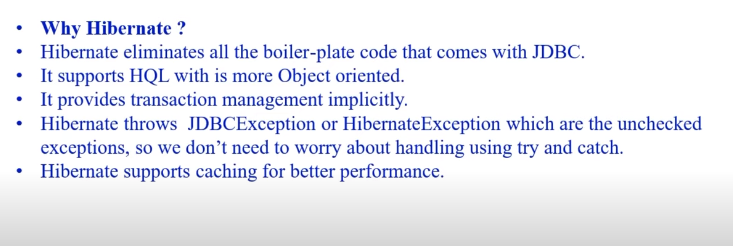 • Why Hibernate ?
• Hibernate eliminates all the boiler-plate code that comes with JDBC.
• It supports HQL with is more Object oriented.
• It provides transaction management implicitly.
• Hibernate throws  JDBCException or HibernateException which are the unchecked
exceptions, so we don’t need to worry about handling using try and catch.
• Hibernate supports caching for better performance.